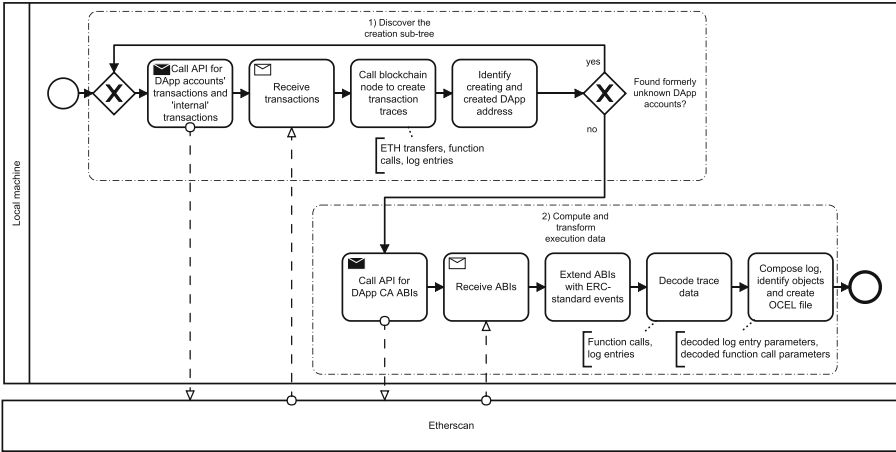 1) Discover the
creation sub-tree
Call API for
DApp accounts'
transactions and
'internal'
transactions
Receive
transactions
Call blockchain
node to create
transaction
traces
Identify
creating and
created DApp
address
yes
no
Found formerly
unknown DApp
accounts?
ETH transfers, function
calls, log entries
Local machine
2) Compute and
transform
execution data
Call API for
DApp CA ABIs
Receive ABIs
Extend ABIs
with ERC-
standard events
Decode trace
data
Compose log,
identify objects
and create
OCEL file
Function calls,
log entries
decoded log entry parameters,
decoded function call parameters
Etherscan